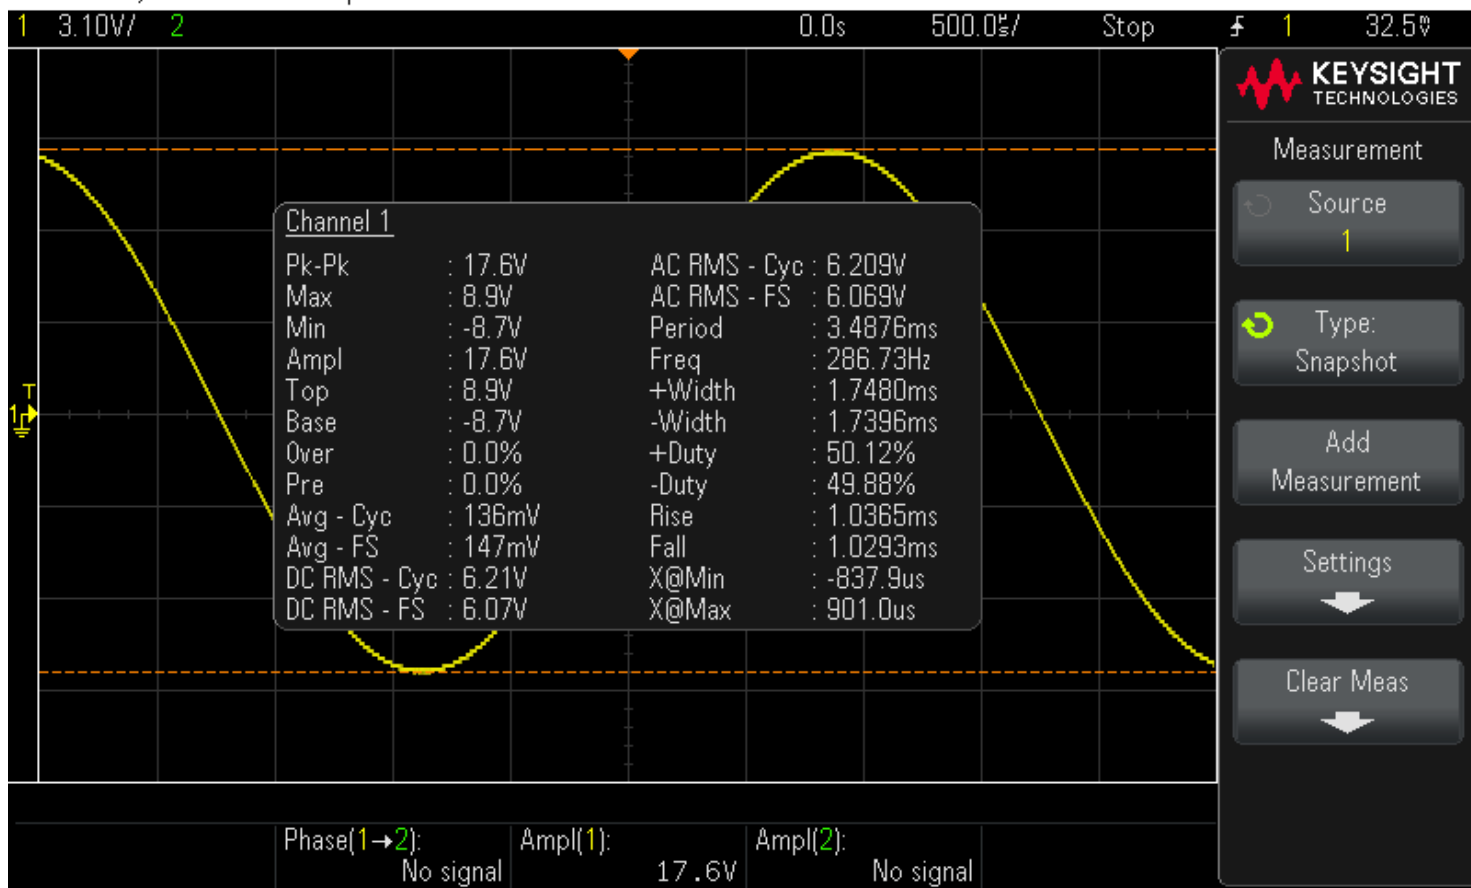 1 3.10V/ 2 0.0s 500.0us/ Stop 1 32.5mV
KEYSIGHT
TECHNOLOGIES
Measurement
Source
1
Type:
Snapshot
Add
Measurement
Settings
Clear Meas
T
1
Channel 1
Pk-Pk : 17.6V AC RMS - Cyc : 6.209V
Max : 8.9V AC RMS - FS : 6.069V
Min : -8.7V Period : 3.4876ms
Ampl : 17.6V Freq : 286.73Hz
Top : 8.9V +Width : 1.7480ms
Base : -8.7V -Width : 1.7396ms
Over : 0.0% +Duty : 50.12%
Pre : 0.0% -Duty : 49.88%
Avg - Cyc : 136mV Rise : 1.0365ms
Avg - FS : 147mV Fall : 1.0293ms
DC RMS - Cyc : 6.21V X@Min : -837.9us
DC RMS - FS : 6.07V X@Max : 901.0us
Phase(1→2): Ampl(1): Ampl(2):
No signal 17.6V No signal